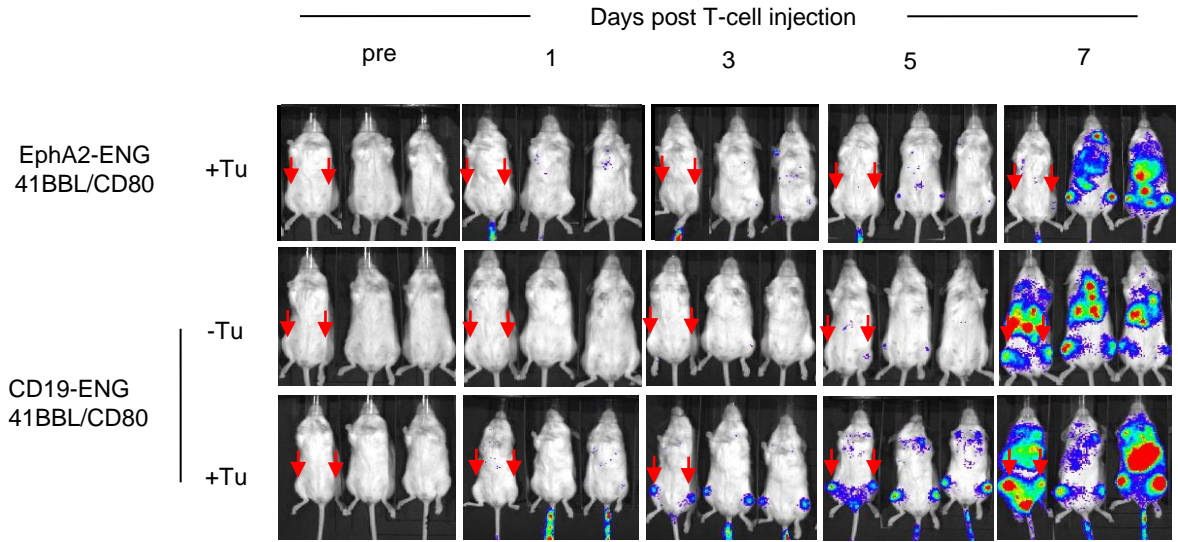 Days post T-cell injection
pre 1 3 5 7
EphA2-ENG
41BBL/CD80
+Tu
-Tu
CD19-ENG
41BBL/CD80
+Tu